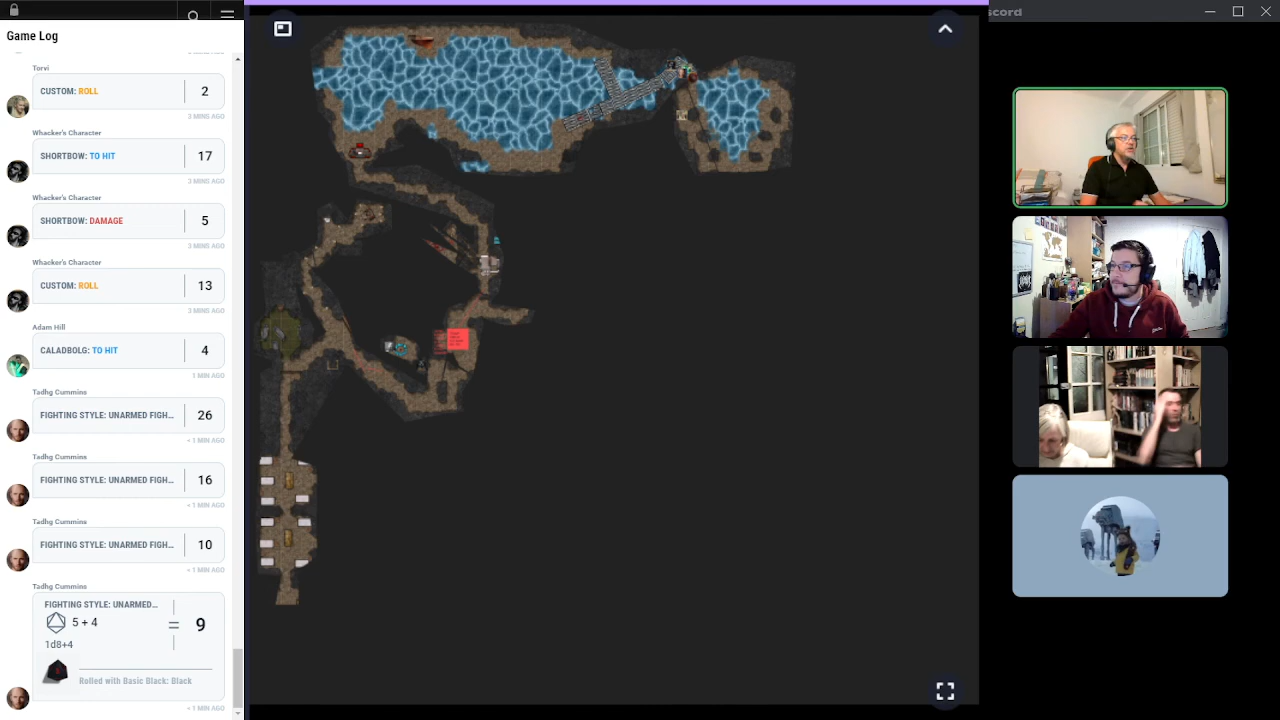 scord
Game Log
Torvi
CUSTOM: ROLL
2
3 MINS AGO
Whacker's Character
SHORTBOW: TO HIT
17
3 MINS AGO
Whacker's Character
SHORTBOW: DAMAGE
5
3 MINS AGO
Whacker's Character
CUSTOM: ROLL
13
3 MINS AGO
Adam Hill
CALADBOLG: TO HIT
4
1 MIN AGO
Tadhg Cummins
FIGHTING STYLE: UNARMED FIGH...
26
< 1 MIN AGO
Tadhg Cummins
FIGHTING STYLE: UNARMED FIGH...
16
< 1 MIN AGO
Tadhg Cummins
FIGHTING STYLE: UNARMED FIGH...
10
< 1 MIN AGO
Tadhg Cummins
FIGHTING STYLE: UNARMED...
5 + 4 = 9
1d8+4
Rolled with Basic Black: Black
< 1 MIN AGO